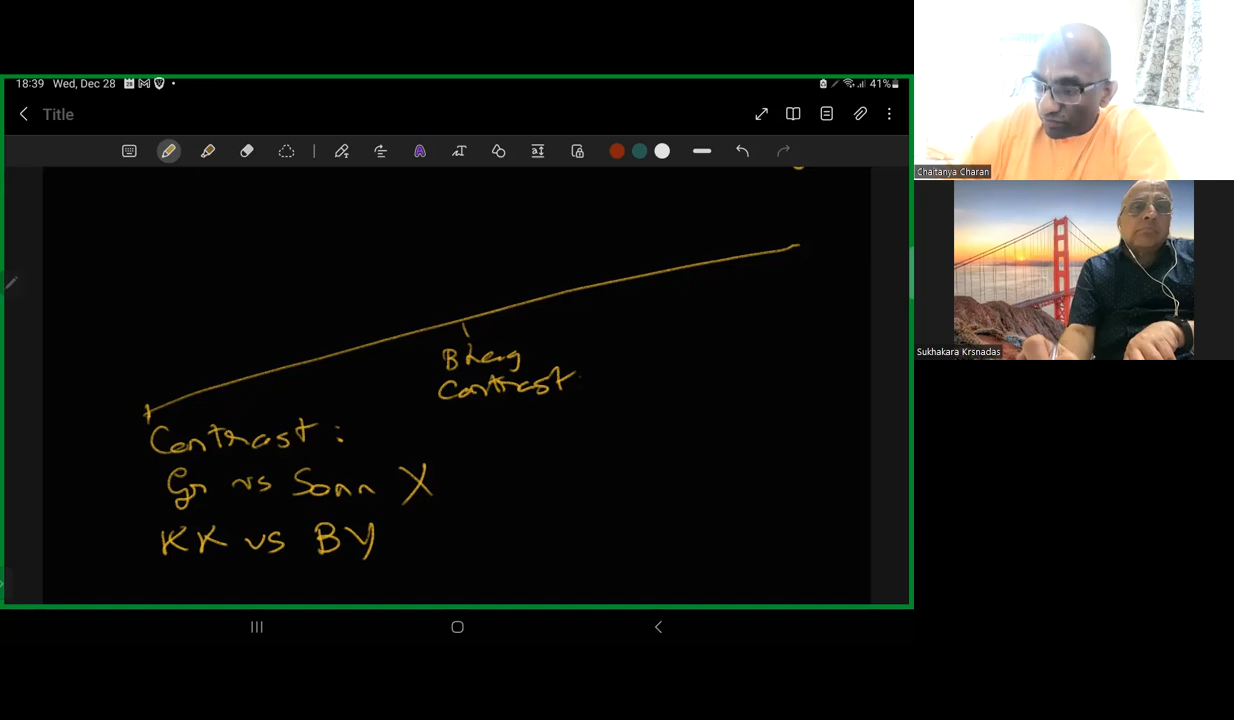 18:39 Wed, Dec 28
41%
Title
Chaitanya Charan
Sukhakara Krsnadas
Bhag
Contrast
Contrast :
Gr vs Sann X
KK vs BY